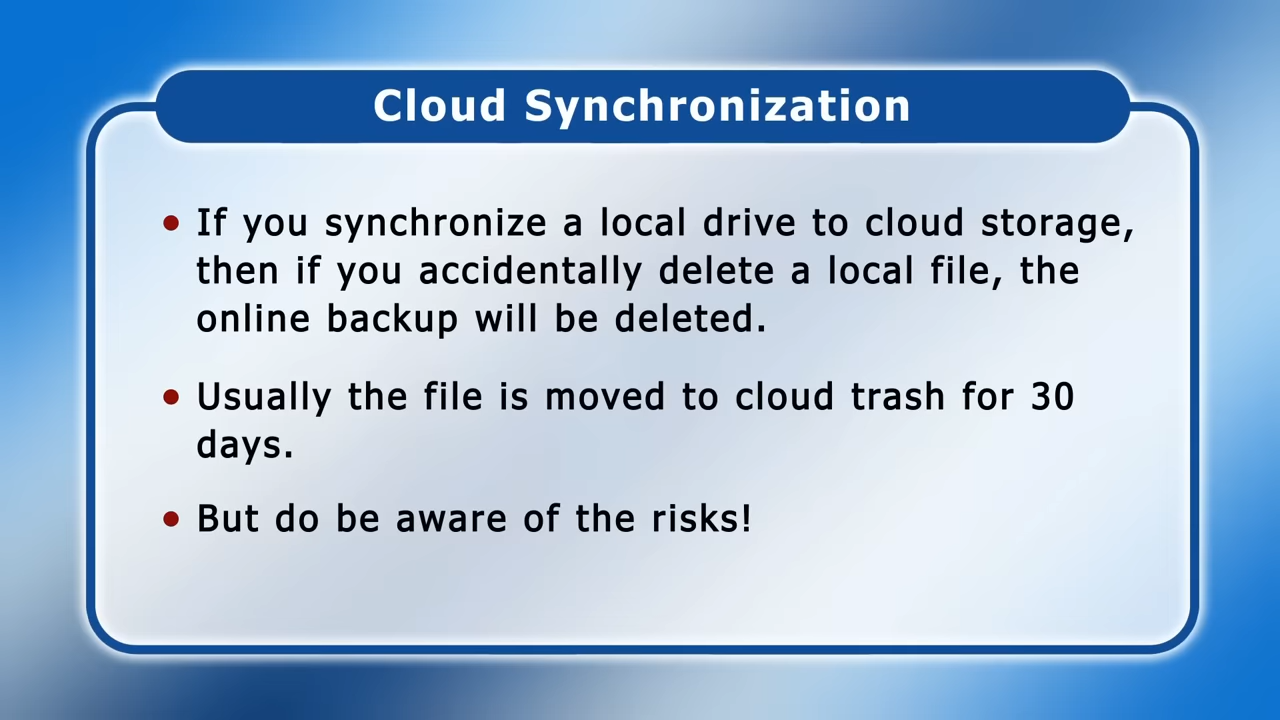 Cloud Synchronization
• If you synchronize a local drive to cloud storage,
then if you accidentally delete a local file, the
online backup will be deleted.
• Usually the file is moved to cloud trash for 30
days.
• But do be aware of the risks!